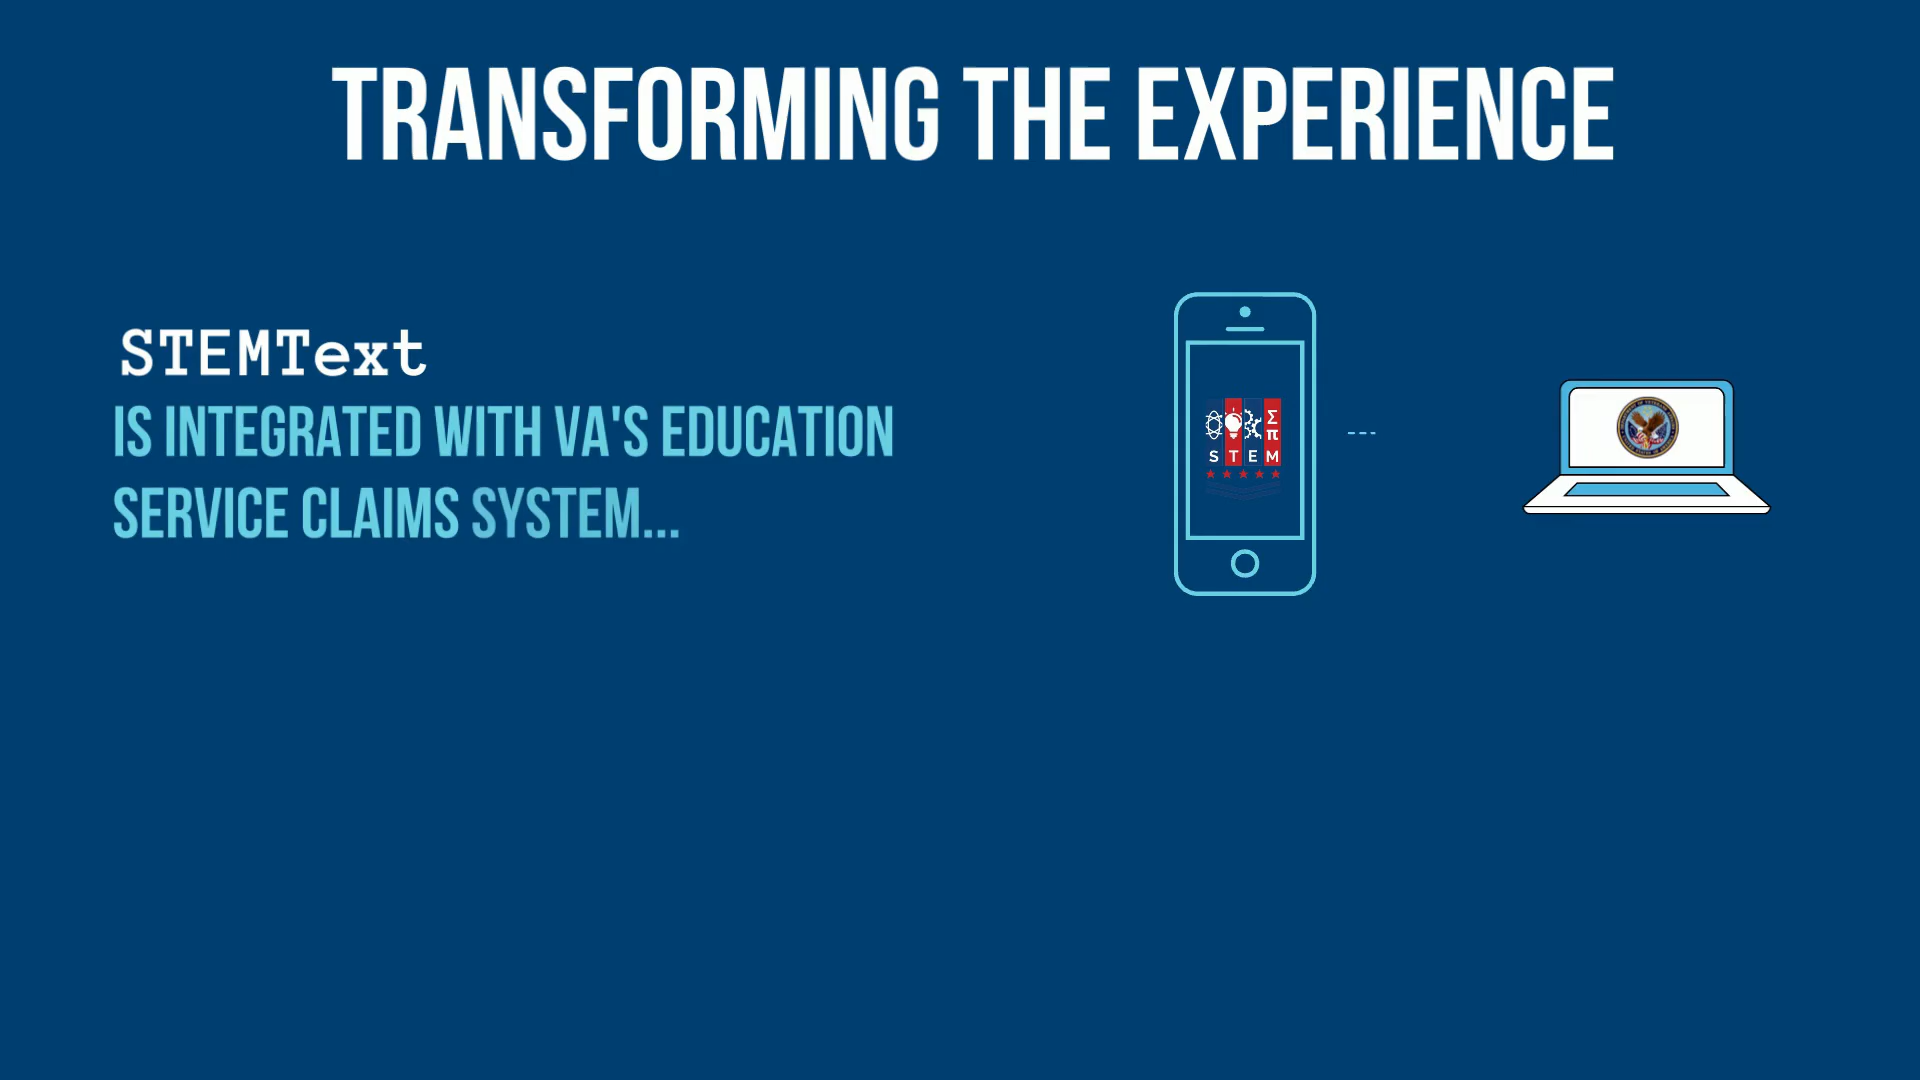 TRANSFORMING THE EXPERIENCE
STEMText
IS INTEGRATED WITH VA'S EDUCATION
SERVICE CLAIMS SYSTEM...
Σ
π
S T E M